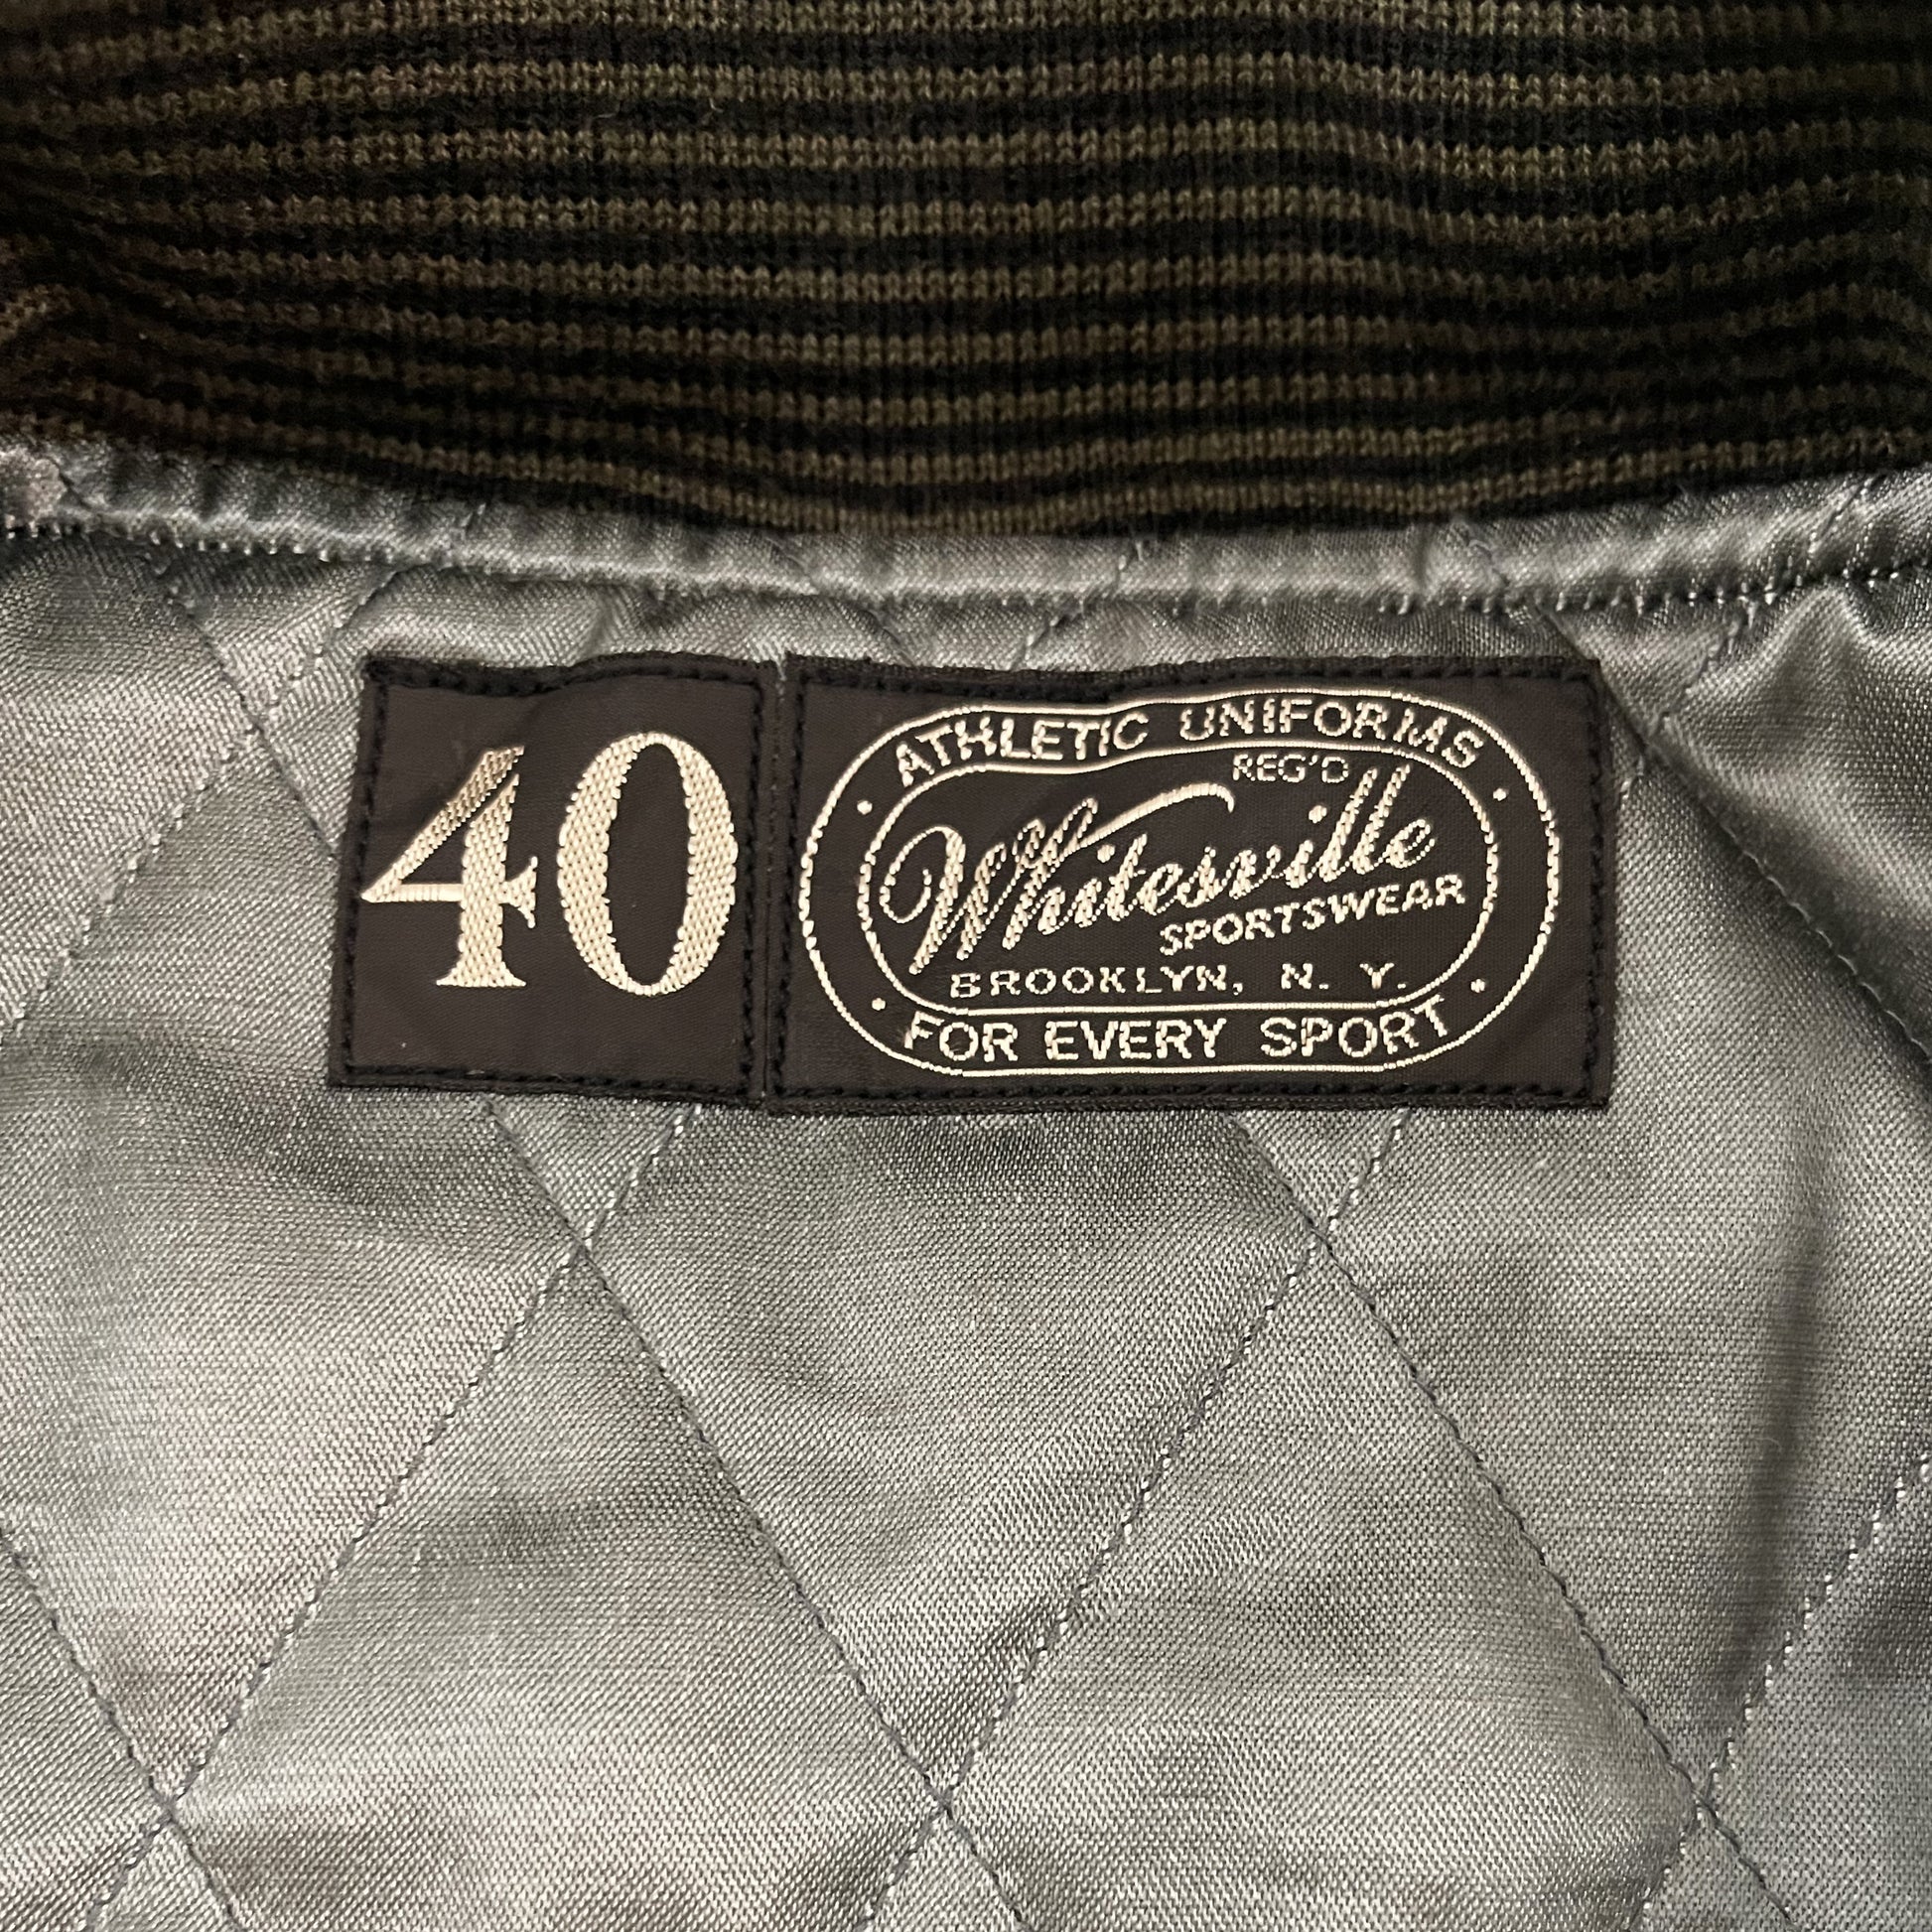 40
ATHLETIC UNIFORMS
REG'D
Whitesville
SPORTSWEAR
BROOKLYN, N. Y.
FOR EVERY SPORT